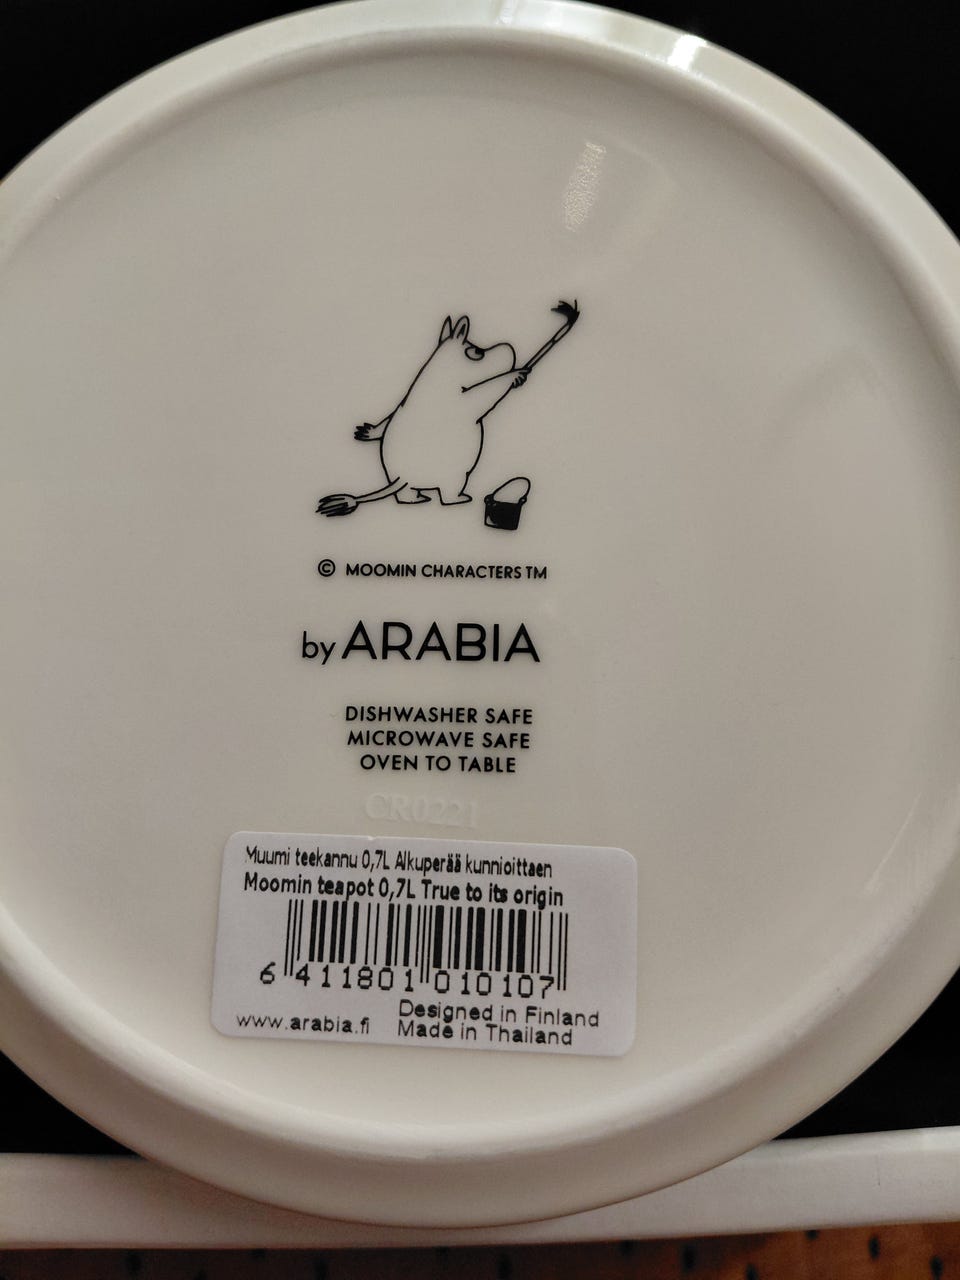 © MOOMIN CHARACTERS TM
by ARABIA
DISHWASHER SAFE
MICROWAVE SAFE
OVEN TO TABLE
CR0221
Muumi teekannu 0,7L Alkuperää kunnioittaen
Moomin teapot 0,7L True to its origin
6 411801 010107
www.arabia.fi Designed in Finland
Made in Thailand